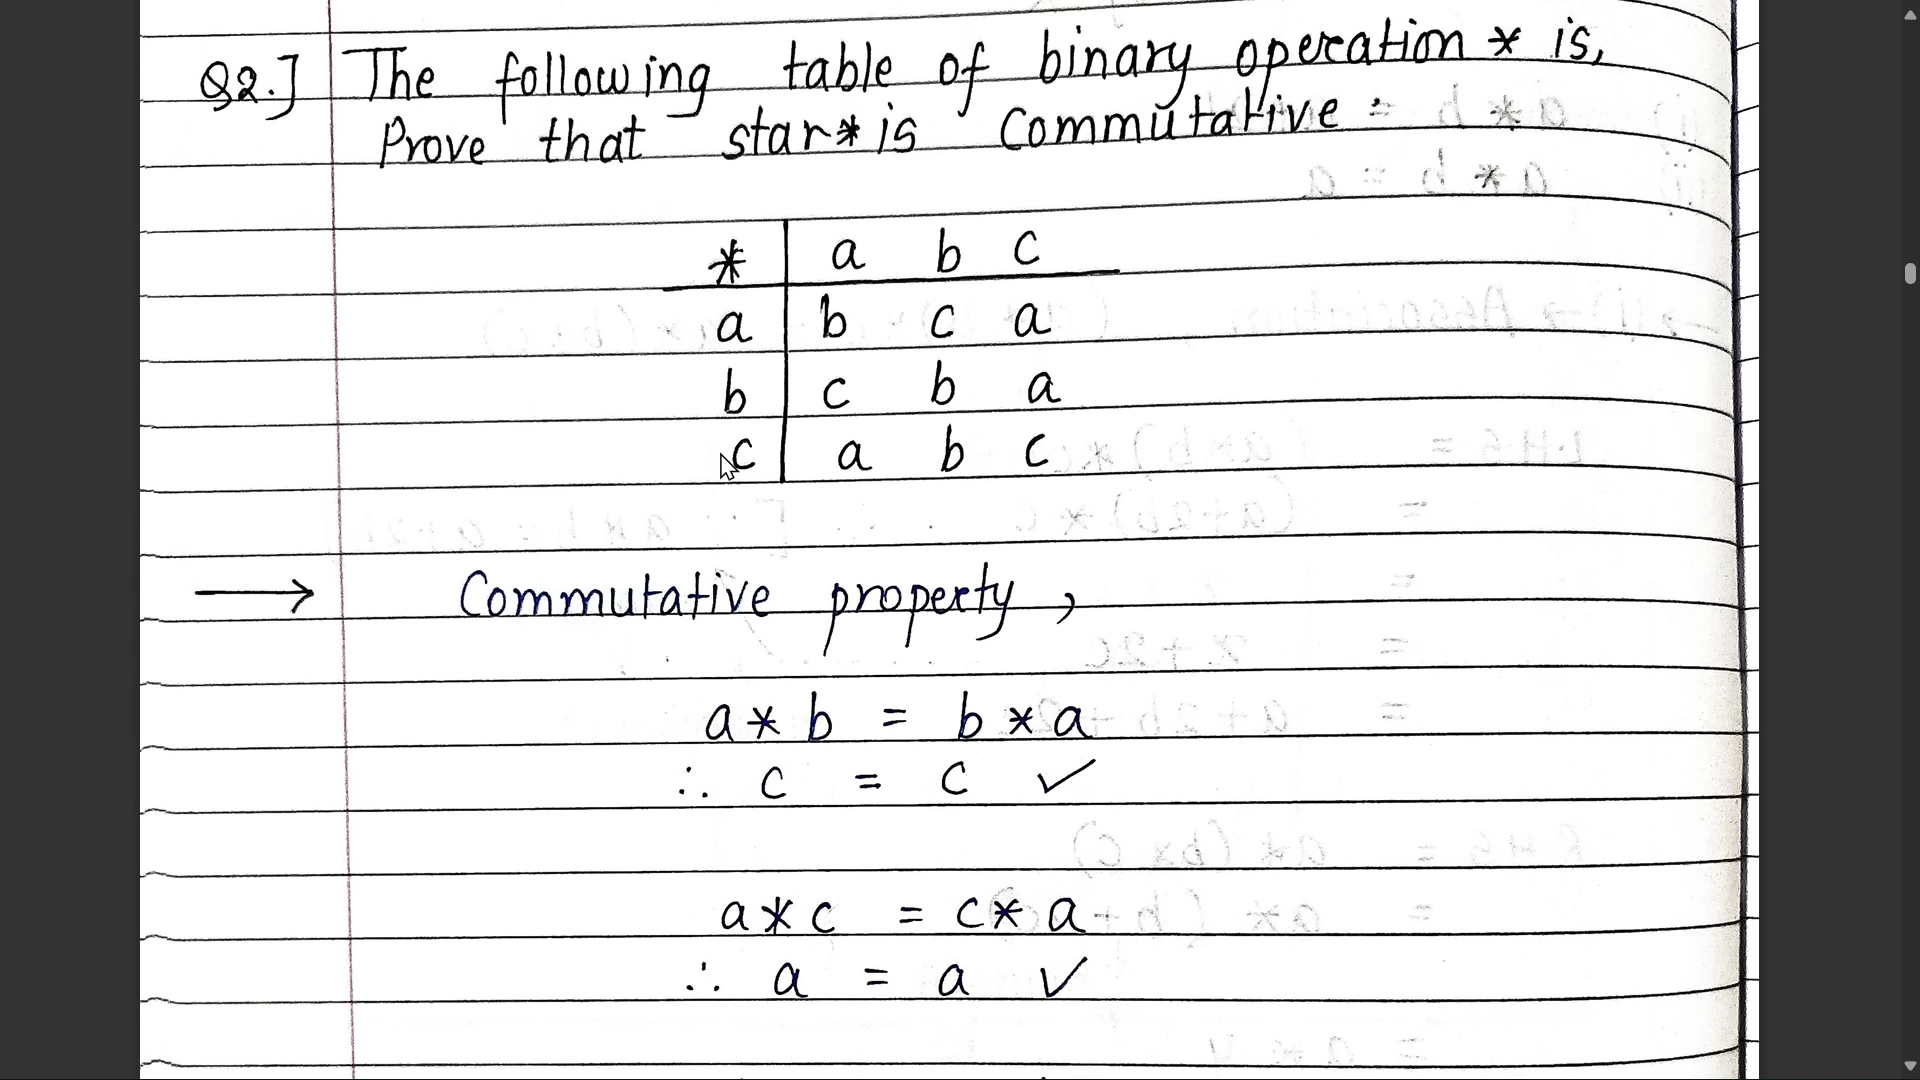 Q2.] The following table of binary operation * is,
Prove that star* is Commutative :
* a b c
a b c a
b c b a
c a b c
→ Commutative property ,
a * b = b * a
∴ c = c ✓
a * c = c * a
∴ a = a ✓